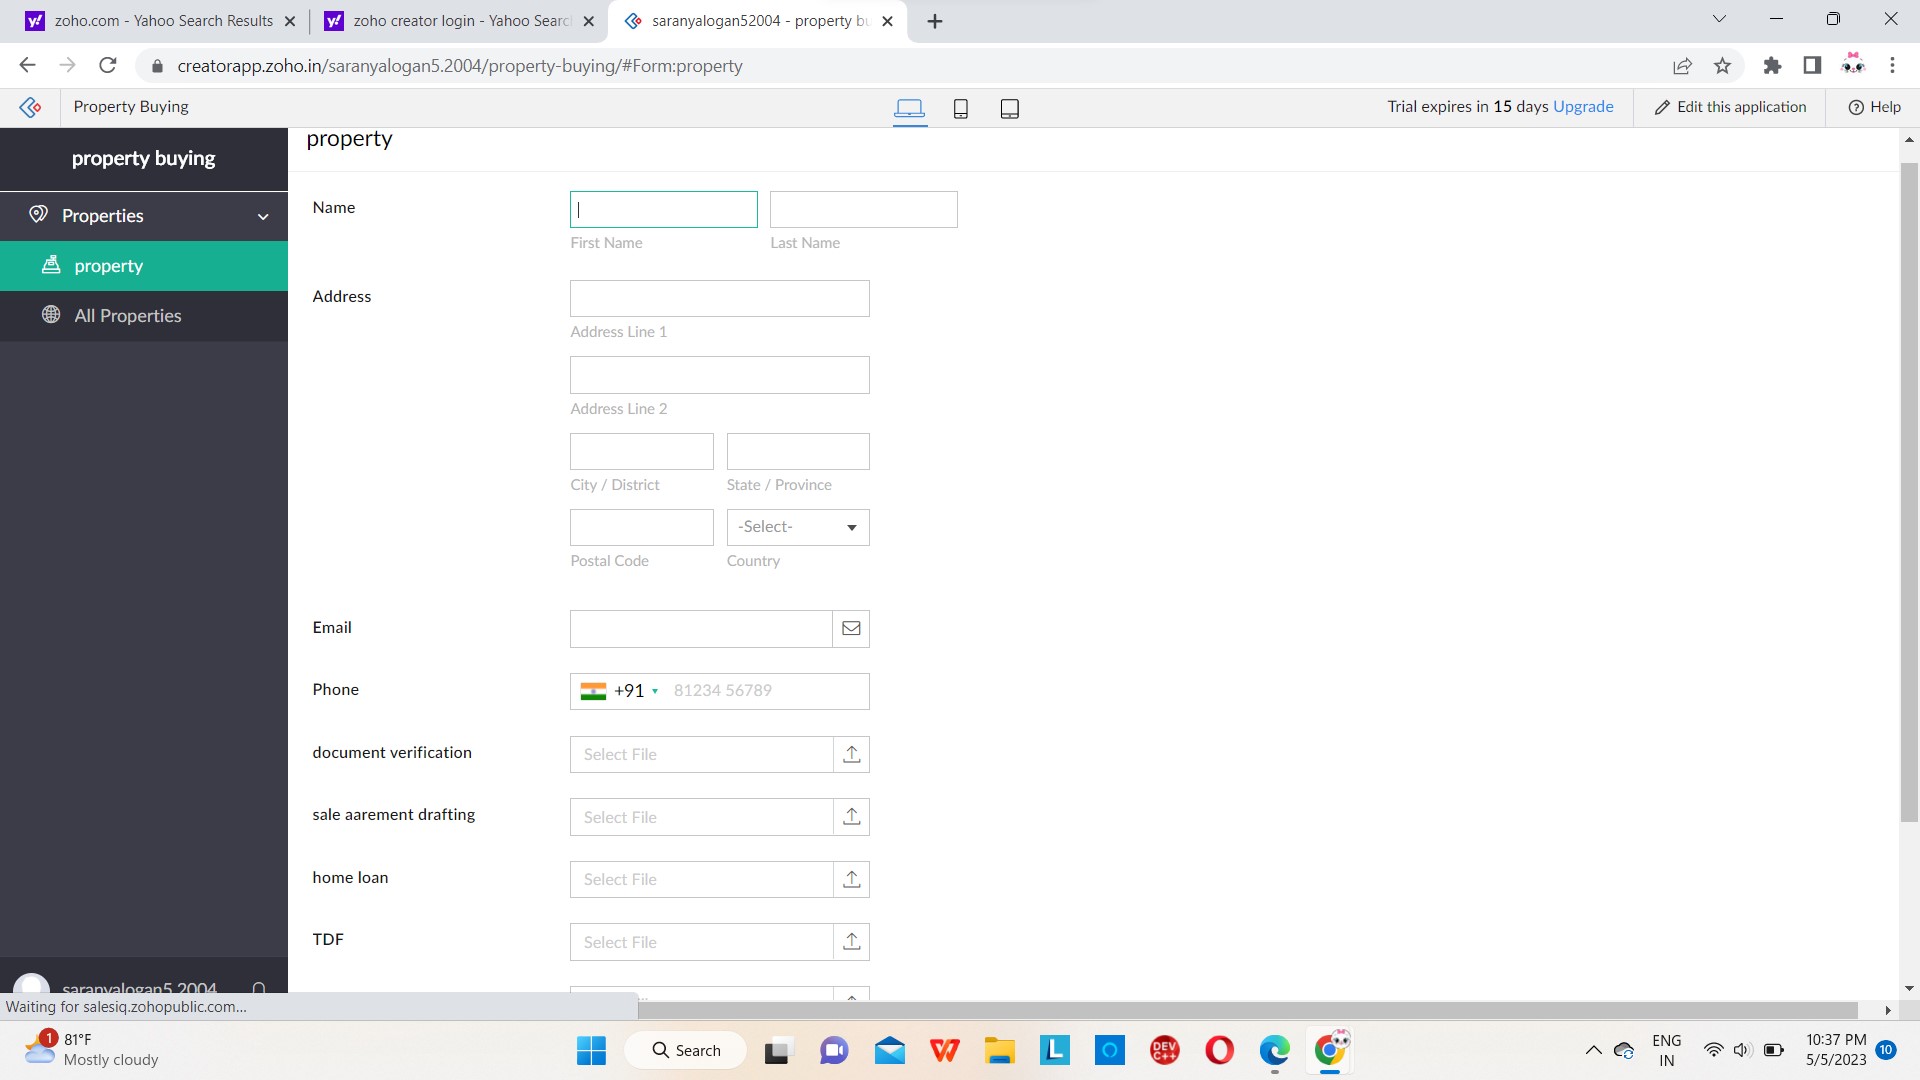 zoho.com - Yahoo Search Results
zoho creator login - Yahoo Searc
saranyalogan52004 - property bu
creatorapp.zoho.in/saranyalogan5.2004/property-buying/#Form:property
Property Buying
Trial expires in 15 days Upgrade
Edit this application
Help
property buying
property
Properties
property
All Properties
Name
First Name
Last Name
Address
Address Line 1
Address Line 2
City / District
State / Province
-Select-
Postal Code
Country
Email
Phone
+91
81234 56789
document verification
Select File
sale aarement drafting
Select File
home loan
Select File
TDF
Select File
saranyalogan5.2004
Waiting for salesiq.zohopublic.com...
1
81°F
Mostly cloudy
Search
DEV
C++
ENG
IN
10:37 PM
5/5/2023
10